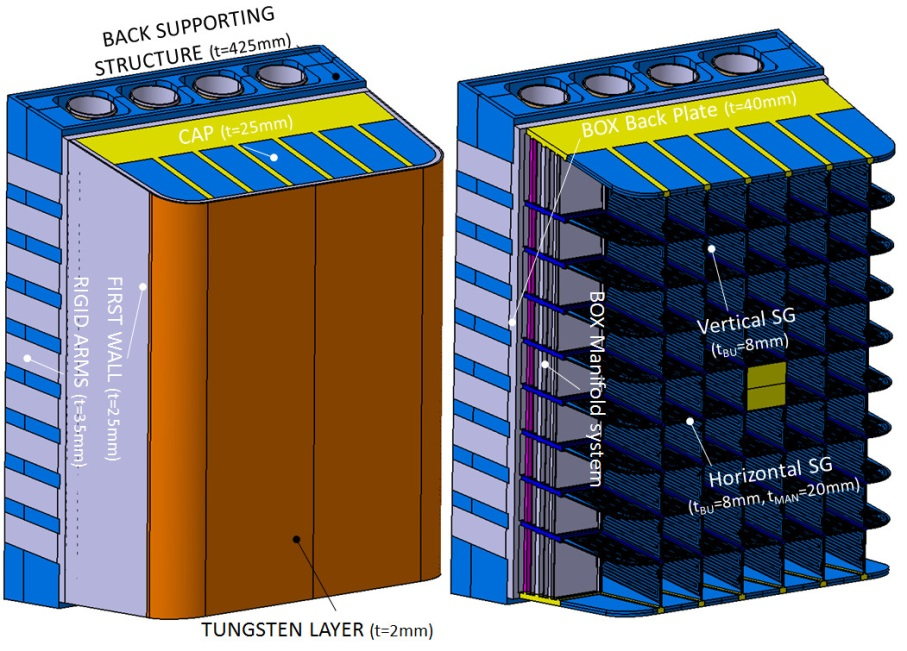 BACK SUPPORTING
STRUCTURE (t=425mm)
CAP (t=25mm)
FIRST WALL (t=25mm)
RIGID ARMS (t=35mm)
TUNGSTEN LAYER (t=2mm)
BOX Back Plate (t=40mm)
Vertical SG
(tBU=8mm)
BOX Manifold system
Horizontal SG
(tBU=8mm, tMAN=20mm)